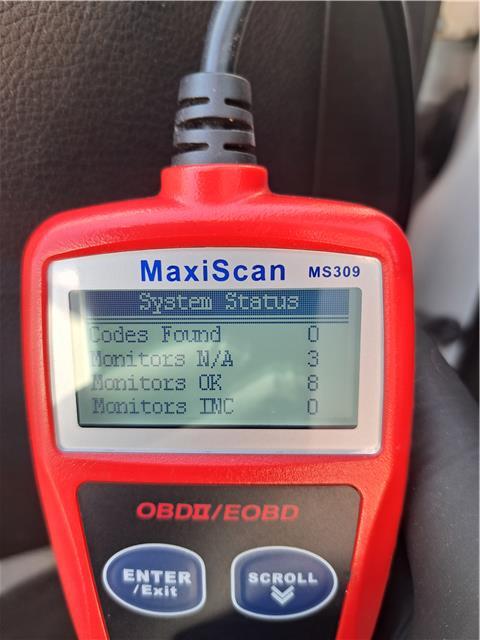 MaxiScan MS309
System Status
Codes Found 0
Monitors N/A 3
Monitors OK 8
Monitors INC 0
OBDII/EOBD
ENTER
/Exit
SCROLL